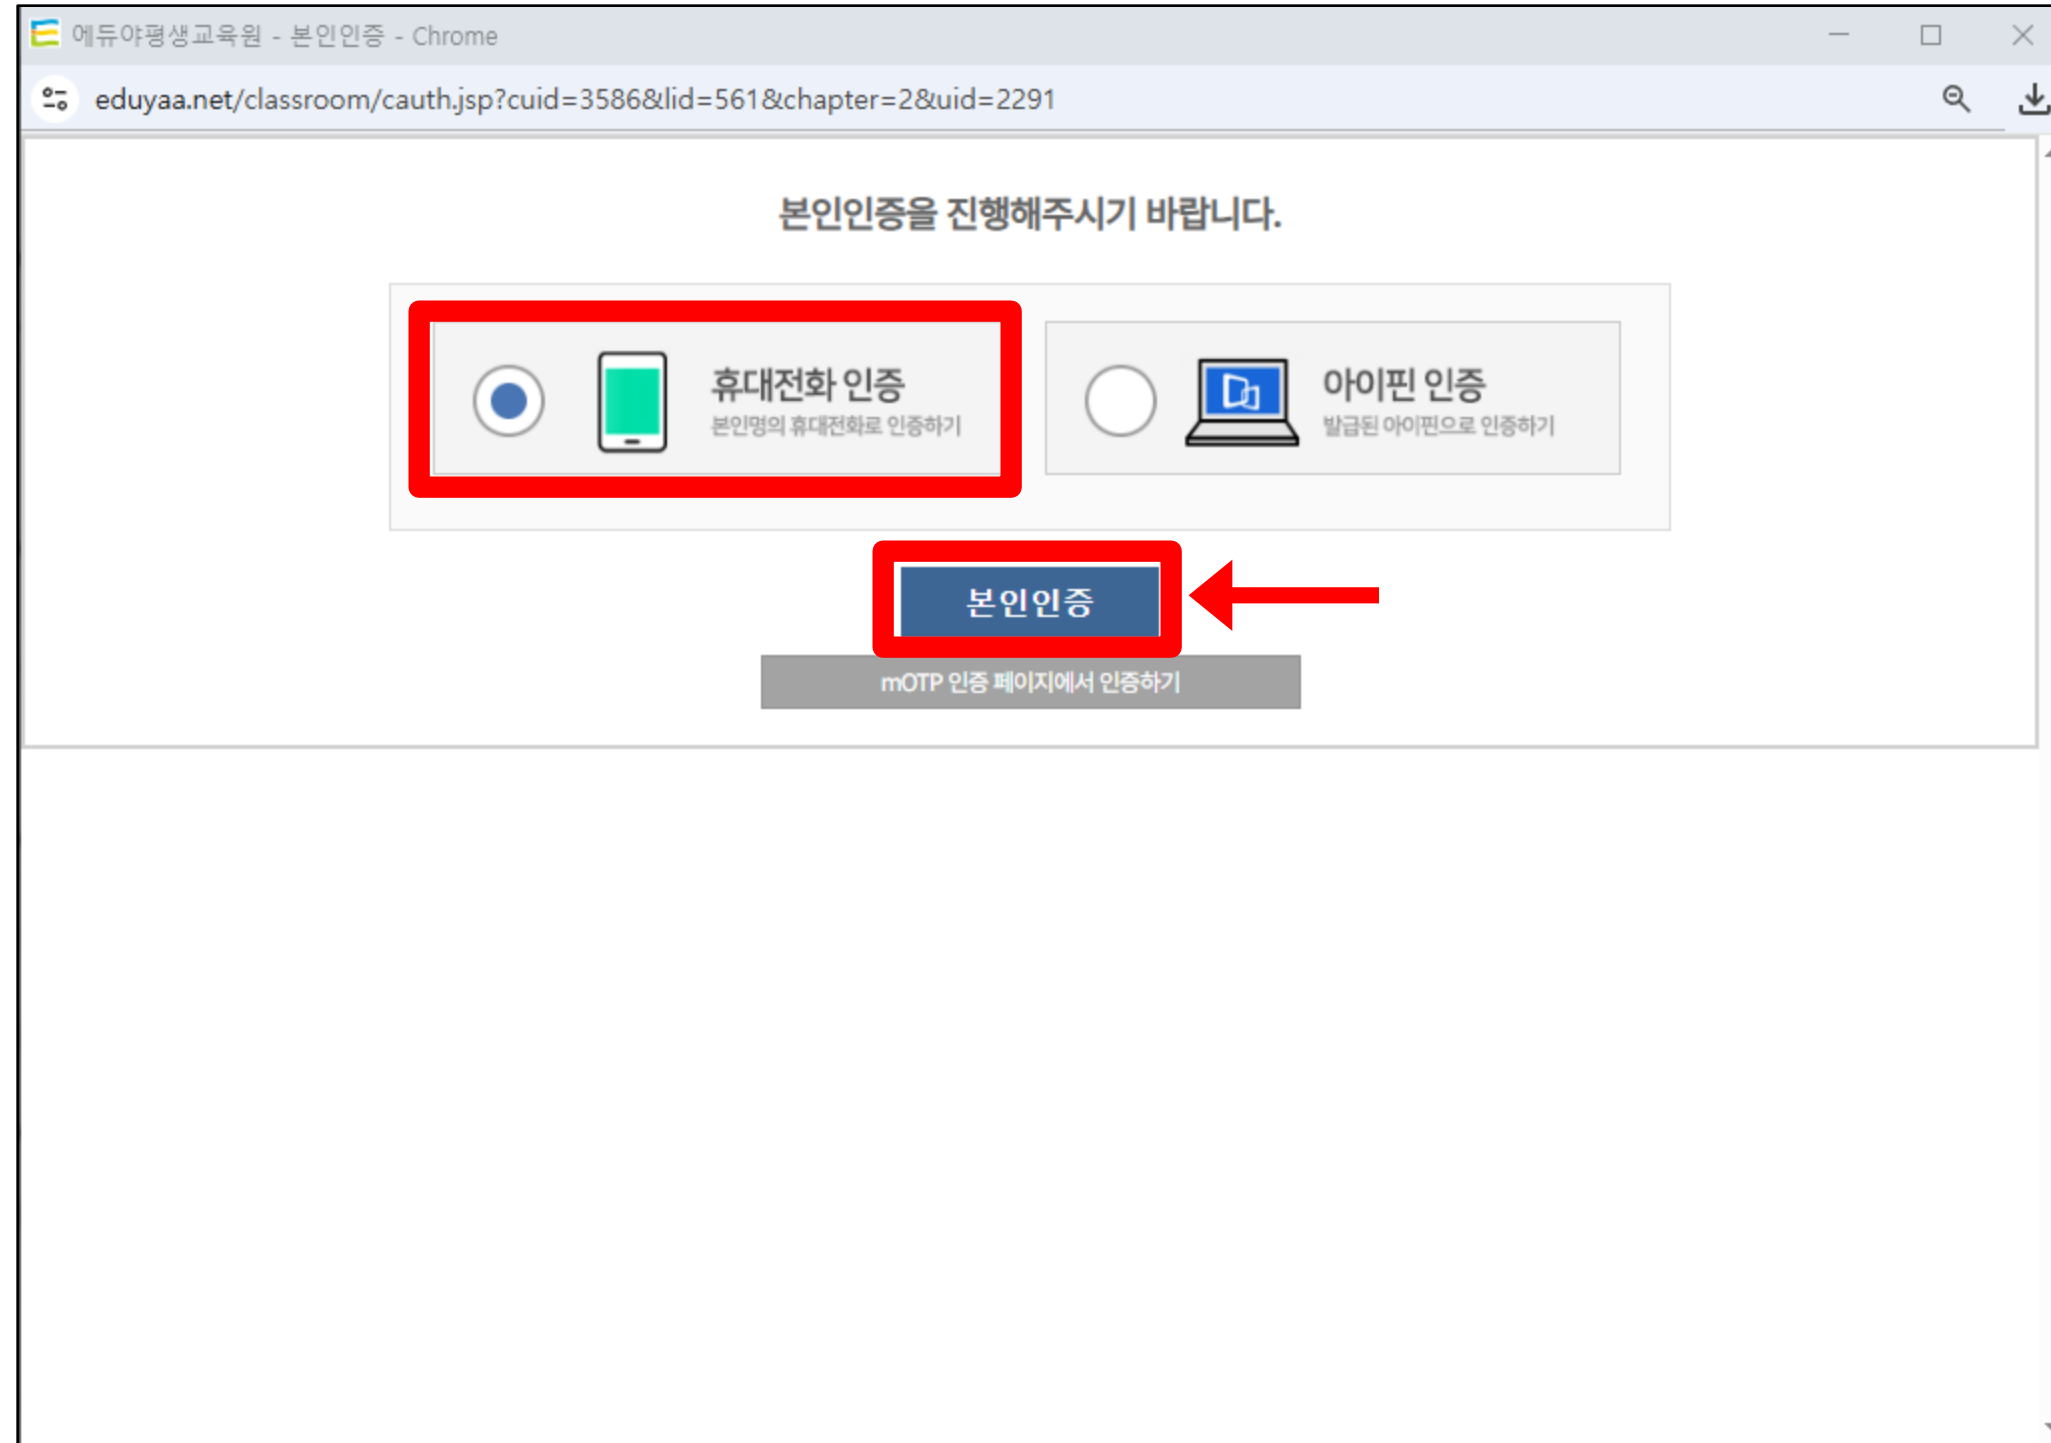 에듀야평생교육원 - 본인인증 - Chrome
eduyaa.net/classroom/cauth.jsp?cuid=3586&lid=561&chapter=2&uid=2291
본인인증을 진행해주시기 바랍니다.
휴대전화 인증
본인명의 휴대전화로 인증하기
아이핀 인증
발급된 아이핀으로 인증하기
본인인증
mOTP 인증 페이지에서 인증하기